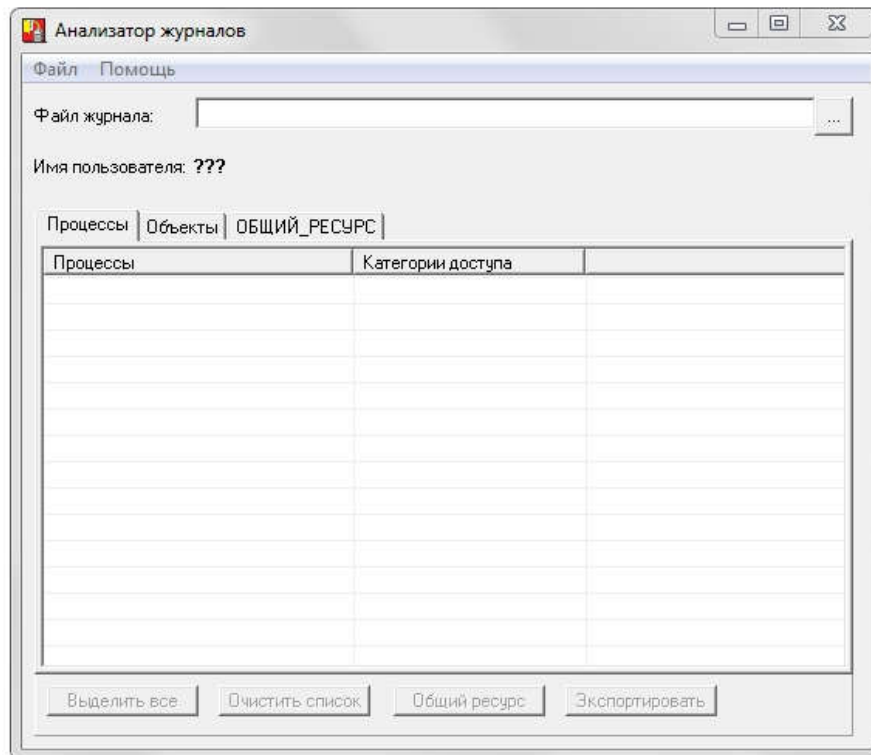 Анализатор журналов
Файл Помощь
Файл журнала: ...
Имя пользователя: ???
Процессы Объекты ОБЩИЙ_РЕСУРС
Процессы Категории доступа
Выделить все Очистить список Общий ресурс Экспортировать